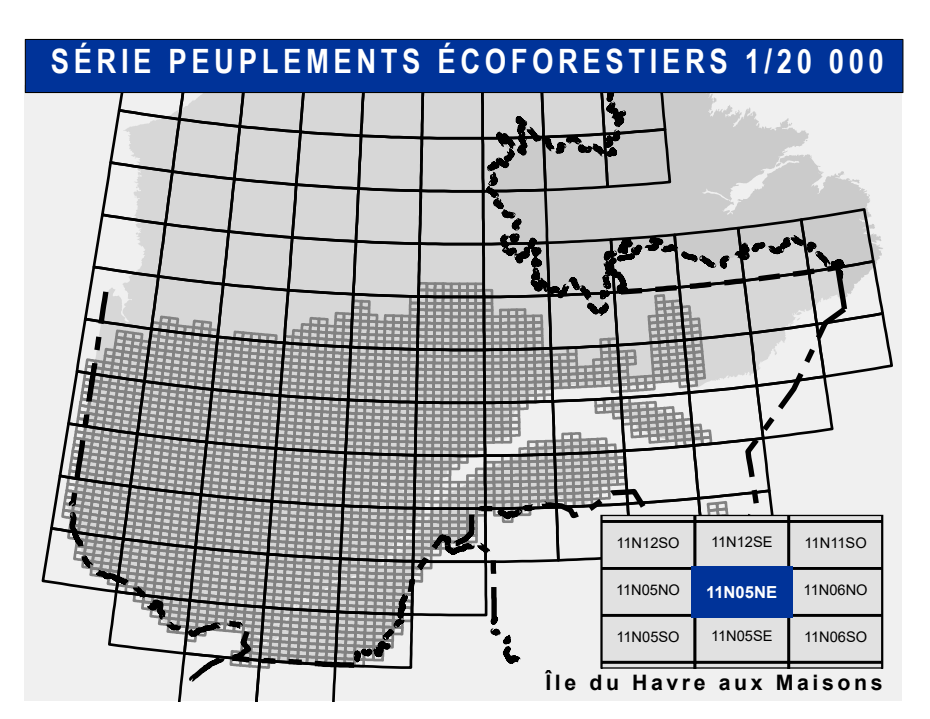 SÉRIE PEUPLEMENTS ÉCOFORESTIERS 1/20 000
11N12SO 11N12SE 11N11SO
11N05NO 11N05NE 11N06NO
11N05SO 11N05SE 11N06SO
Île du Havre aux Maisons